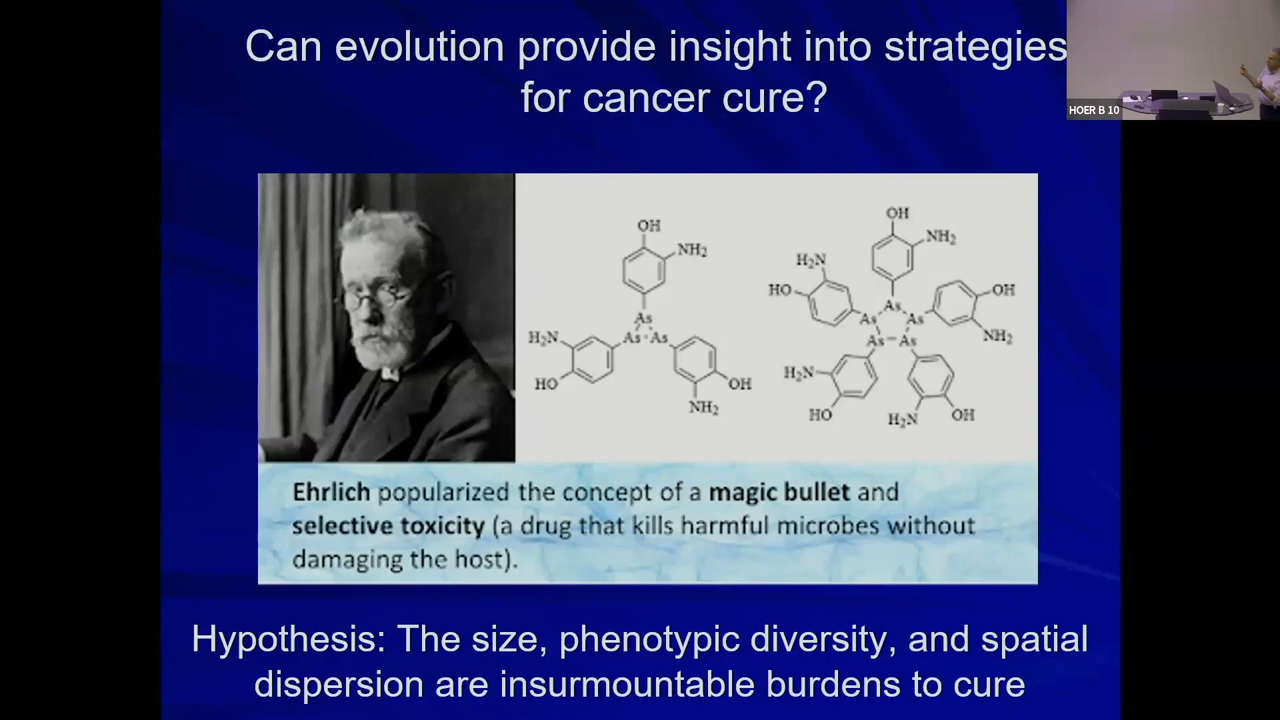 Can evolution provide insight into strategies
for cancer cure?
HOER B 10
OH
NH₂
As
As
As
H₂N
HO
OH
NH₂
OH
NH₂
H₂N
HO
OH
As
As
As
NH₂
As
As
H₂N
HO
H₂N
OH
Ehrlich popularized the concept of a magic bullet and
selective toxicity (a drug that kills harmful microbes without
damaging the host).
Hypothesis: The size, phenotypic diversity, and spatial
dispersion are insurmountable burdens to cure